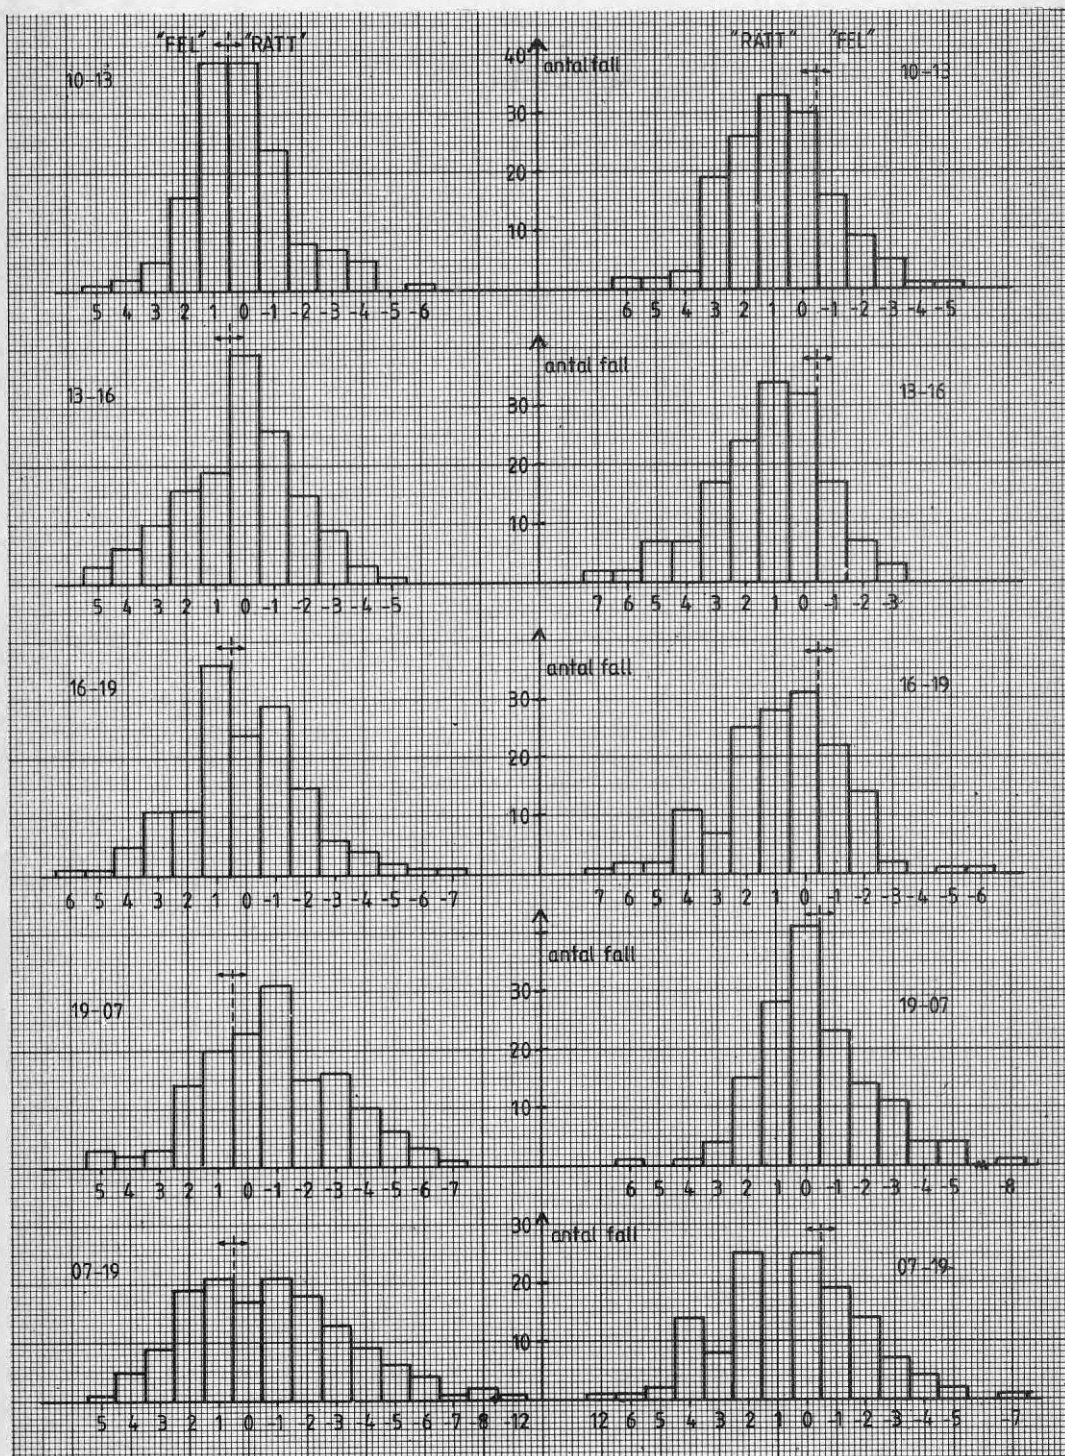 "FEL" "RÄTT" "RÄTT" "FEL"
10-13 40 antal fall 10-13
30
20
10
5 4 3 2 1 0 -1 -2 -3 -4 -5 -6 6 5 4 3 2 1 0 -1 -2 -3 -4 -5
antal fall
13-16 30 13-16
20
10
5 4 3 2 1 0 -1 -2 -3 -4 -5 7 6 5 4 3 2 1 0 -1 -2 -3
antal fall
16-19 30 16-19
20
10
6 5 4 3 2 1 0 -1 -2 -3 -4 -5 -6 -7 7 6 5 4 3 2 1 0 -1 -2 -3 -4 -5 -6
antal fall
19-07 30 19-07
20
10
5 4 3 2 1 0 -1 -2 -3 -4 -5 -6 -7 6 5 4 3 2 1 0 -1 -2 -3 -4 -5 -8
30 antal fall
07-19 20 07-19
10
5 4 3 2 1 0 -1 -2 -3 -4 -5 -6 -7 -8 -12 12 6 5 4 3 2 1 0 -1 -2 -3 -4 -5 -7